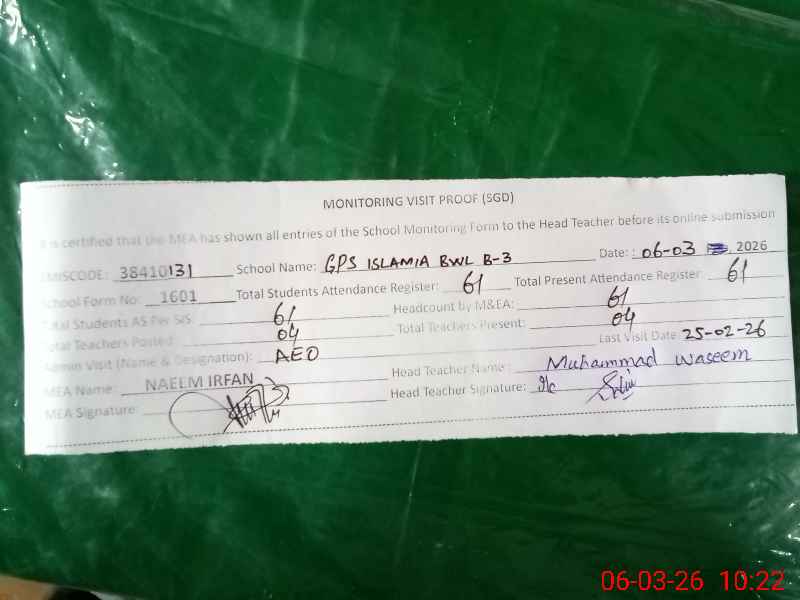 MONITORING VISIT PROOF (SGD)
It is certified that the MEA has shown all entries of the School Monitoring Form to the Head Teacher before its online submission
EMISCODE: 38410131 School Name: GPS ISLAMIA BWL B-3 Date: : 06-03 2026
School Form No: 1601 Total Students Attendance Register: 61 Total Present Attendance Register: 61
Total Students AS Per SIS: 61 Headcount by M&EA: 61
Total Teachers Posted: 04 Total Teachers Present: 04
Admin Visit (Name & Designation): AEO Last Visit Date: 25-02-26
MEA Name: NAELM IRFAN Head Teacher Name: Muhammad Waseem
MEA Signature: Head Teacher Signature: I/c
06-03-26 10:22